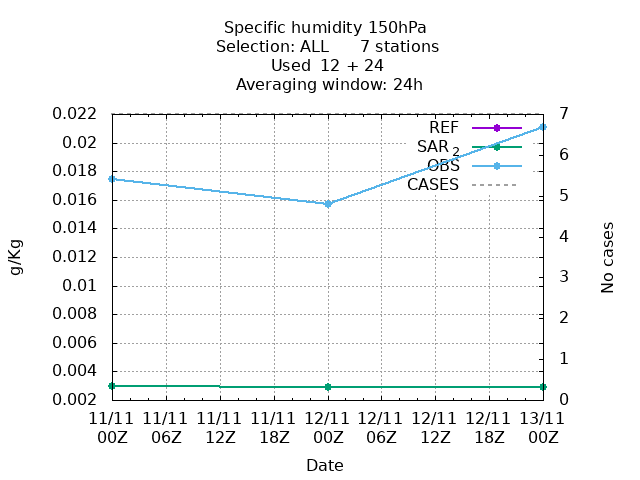 Specific humidity 150hPa
Selection: ALL 7 stations
Used 12 + 24
Averaging window: 24h
0.022
0.02
0.018
0.016
0.014
0.012
0.01
0.008
0.006
0.004
0.002
g/Kg
7
6
5
4
3
2
1
0
No cases
REF
SAR 2
OBS
CASES
11/11 11/11 11/11 11/11 12/11 12/11 12/11 12/11 13/11
00Z 06Z 12Z 18Z 00Z 06Z 12Z 18Z 00Z
Date